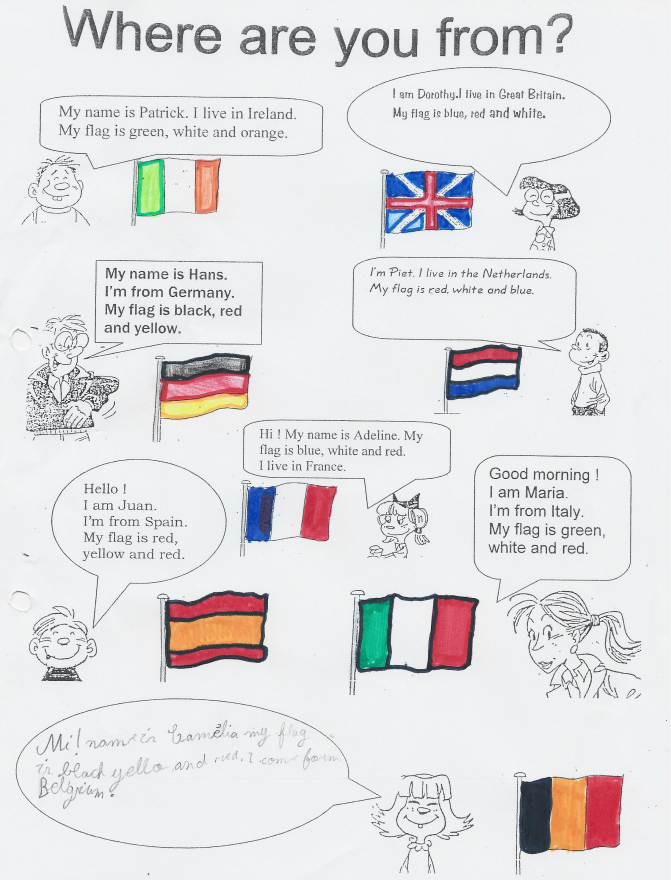 Where are you from?
My name is Patrick. I live in Ireland.
My flag is green, white and orange.
I am Dorothy.I live in Great Britain.
My flag is blue, red and white.
My name is Hans.
I'm from Germany.
My flag is black, red
and yellow.
I'm Piet. I live in the Netherlands.
My flag is red, white and blue.
Hi ! My name is Adeline. My
flag is blue, white and red.
I live in France.
Hello !
I am Juan.
I'm from Spain.
My flag is red,
yellow and red.
Good morning !
I am Maria.
I'm from Italy.
My flag is green,
white and red.
Mi! name is Camélia my flag
is black yello and red. I come from
Belgium.